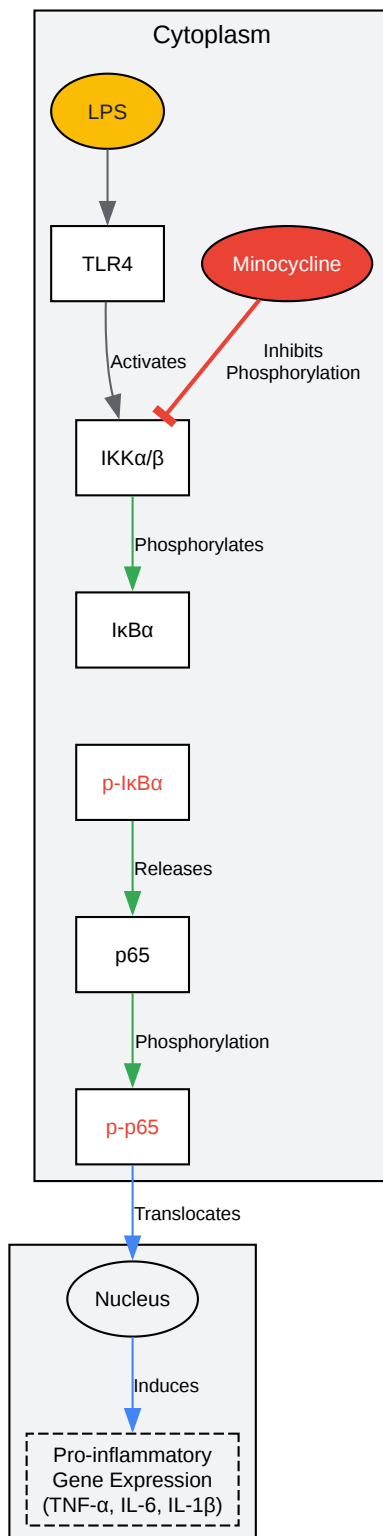 Cytoplasm
LPS
TLR4
Minocycline
Activates
Inhibits
Phosphorylation
IKKα/β
Phosphorylates
IκBα
p-IκBα
Releases
p65
Phosphorylation
p-p65
Translocates
Nucleus
Induces
Pro-inflammatory
Gene Expression
(TNF-α, IL-6, IL-1β)